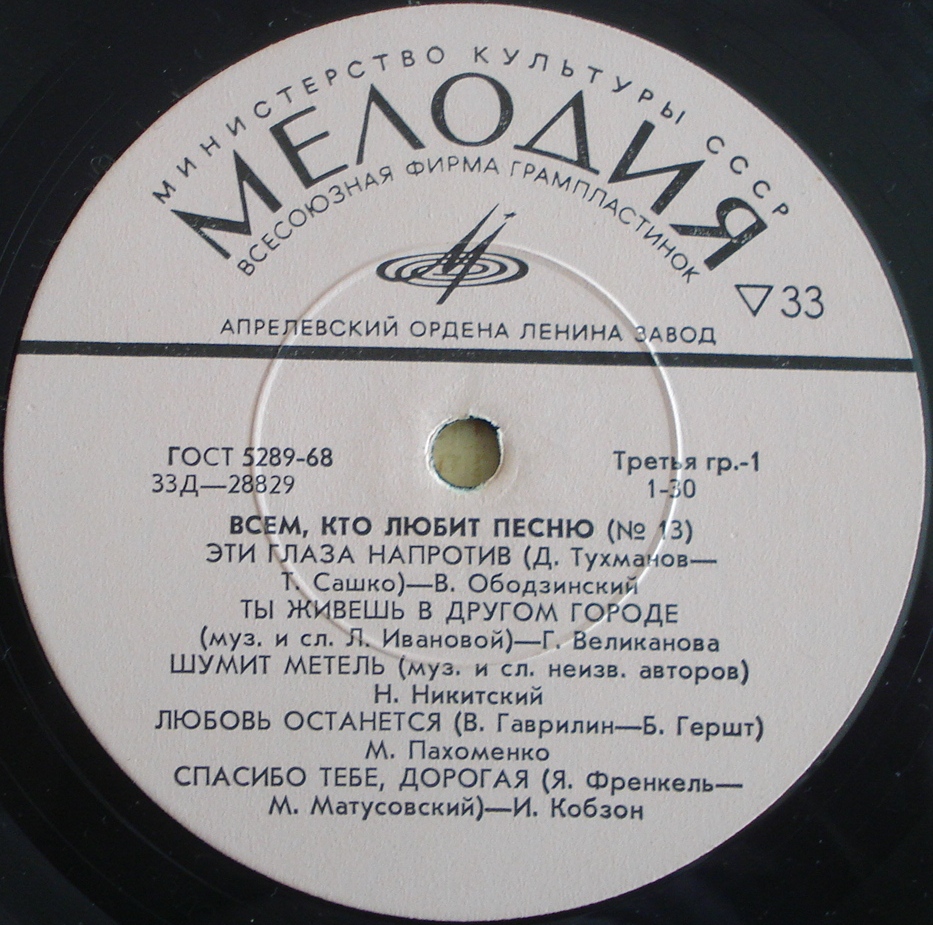 МИНИСТЕРСТВО КУЛЬТУРЫ СССР
МЕЛОДИЯ
ВСЕСОЮЗНАЯ ФИРМА ГРАМПЛАСТИНОК
▽33
АПРЕЛЕВСКИЙ ОРДЕНА ЛЕНИНА ЗАВОД
ГОСТ 5289-68
33Д—28829
Третья гр.-1
1-30
ВСЕМ, КТО ЛЮБИТ ПЕСНЮ (№ 13)
ЭТИ ГЛАЗА НАПРОТИВ (Д. Тухманов—
Т. Сашко)—В. Ободзинский
ТЫ ЖИВЕШЬ В ДРУГОМ ГОРОДЕ
(муз. и сл. Л. Ивановой)—Г. Великанова
ШУМИТ МЕТЕЛЬ (муз. и сл. неизв. авторов)
Н. Никитский
ЛЮБОВЬ ОСТАНЕТСЯ (В. Гаврилин—Б. Гершт)
М. Пахоменко
СПАСИБО ТЕБЕ, ДОРОГАЯ (Я. Френкель—
М. Матусовский)—И. Кобзон